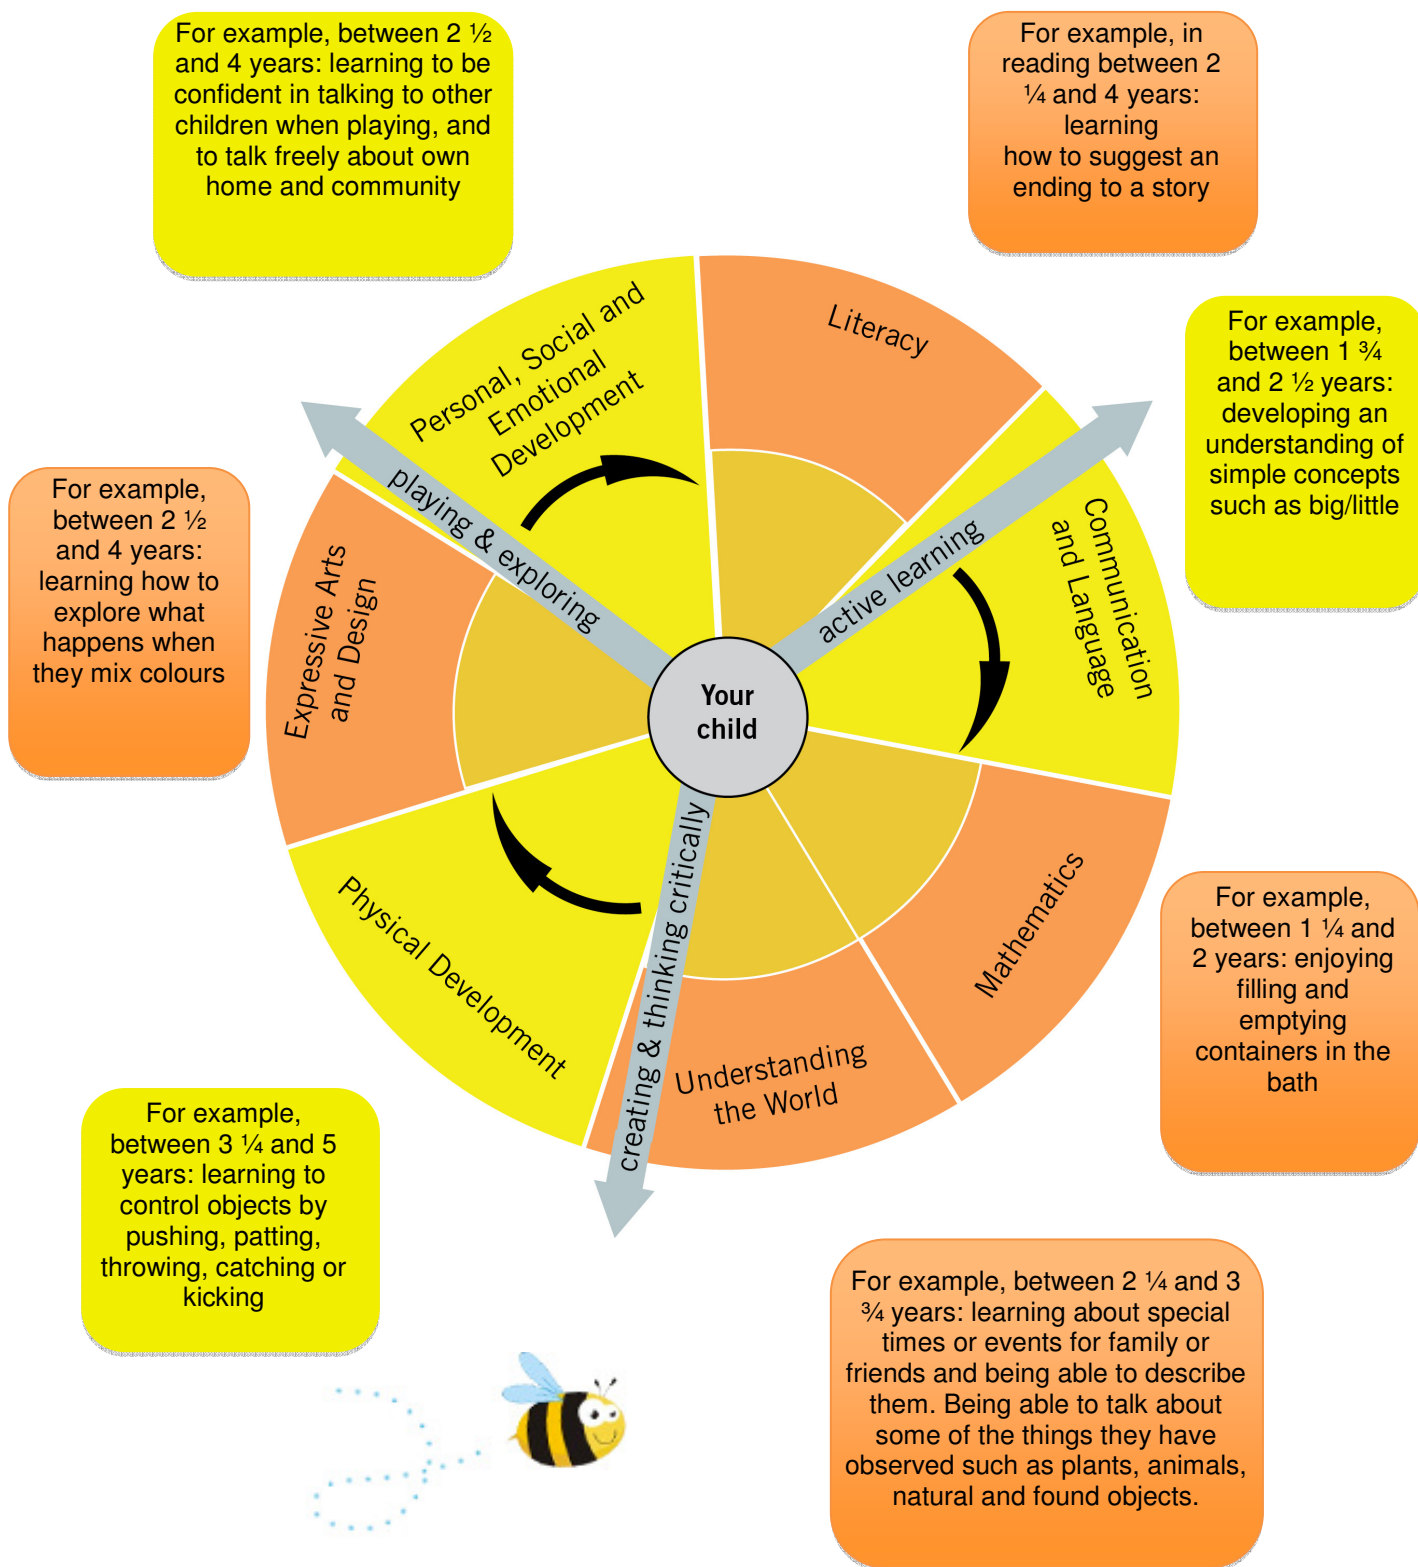 For example, between 2 ½
and 4 years: learning to be
confident in talking to other
children when playing, and
to talk freely about own
home and community
For example, in
reading between 2
¼ and 4 years:
learning
how to suggest an
ending to a story
For example,
between 1 ¾
and 2 ½ years:
developing an
understanding of
simple concepts
such as big/little
For example,
between 2 ½
and 4 years:
learning how to
explore what
happens when
they mix colours
Personal, Social and
Emotional
Development
Literacy
Communication
and Language
Expressive Arts
and Design
playing & exploring
active learning
Your
child
creating & thinking critically
Physical Development
Understanding
the World
Mathematics
For example,
between 1 ¼ and
2 years: enjoying
filling and
emptying
containers in the
bath
For example,
between 3 ¼ and 5
years: learning to
control objects by
pushing, patting,
throwing, catching or
kicking
For example, between 2 ¼ and 3
¾ years: learning about special
times or events for family or
friends and being able to describe
them. Being able to talk about
some of the things they have
observed such as plants, animals,
natural and found objects.